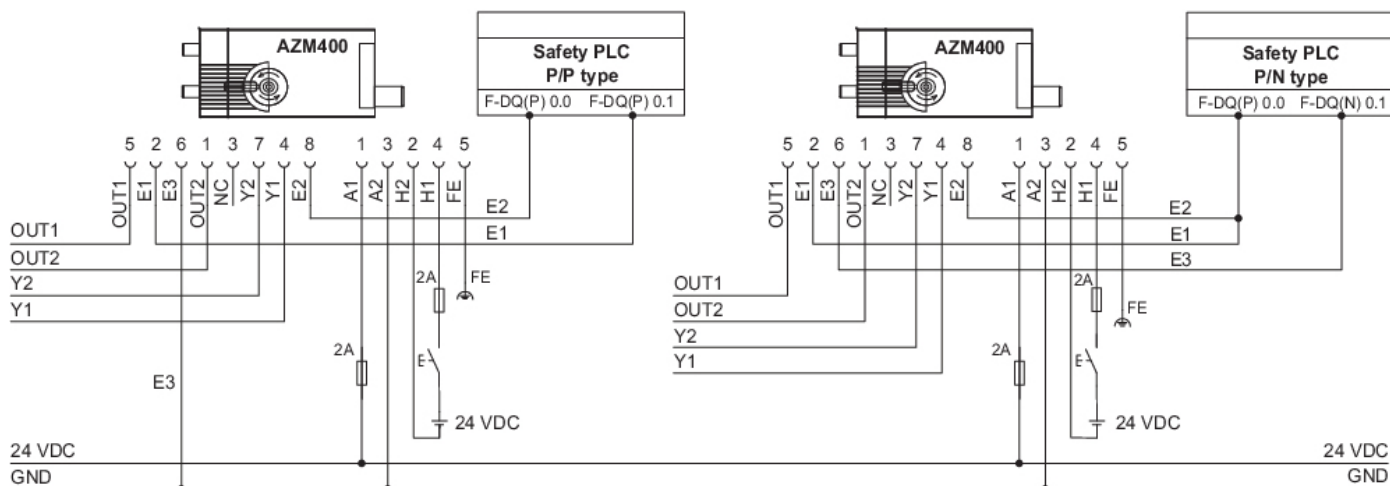 AZM400
Safety PLC
P/P type
F-DQ(P) 0.0 F-DQ(P) 0.1
5 2 6 1 3 7 4 8 1 3 2 4 5
OUT1 E1 E3 OUT2 NC Y2 Y1 E2 A1 A2 H2 H1 FE
E2
E1
OUT1
OUT2
Y2
Y1
2A
FE
2A
E3
24 VDC
AZM400
Safety PLC
P/N type
F-DQ(P) 0.0 F-DQ(N) 0.1
5 2 6 1 3 7 4 8 1 3 2 4 5
OUT1 E1 E3 OUT2 NC Y2 Y1 E2 A1 A2 H2 H1 FE
E2
E1
E3
OUT1
OUT2
Y2
Y1
2A
FE
2A
24 VDC
24 VDC 24 VDC
GND GND